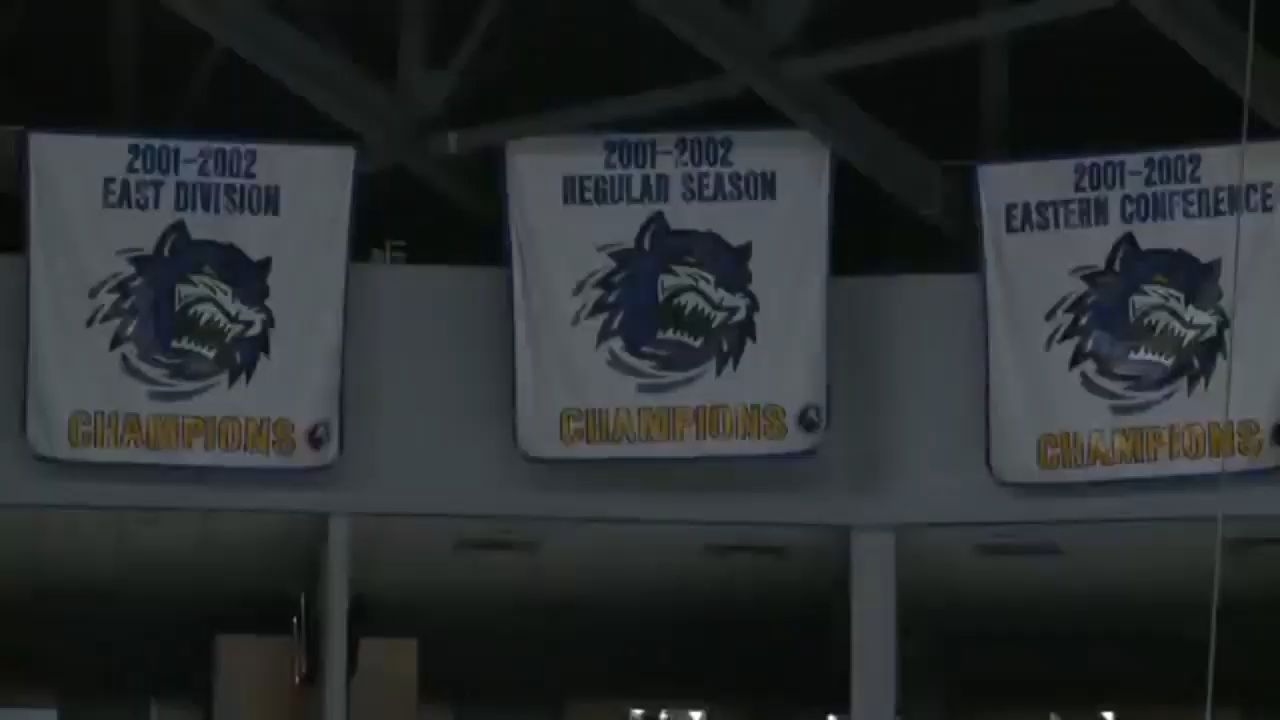 2001-2002
EAST DIVISION
CHAMPIONS
2001-2002
REGULAR SEASON
CHAMPIONS
2001-2002
EASTERN CONFERENCE
CHAMPIONS